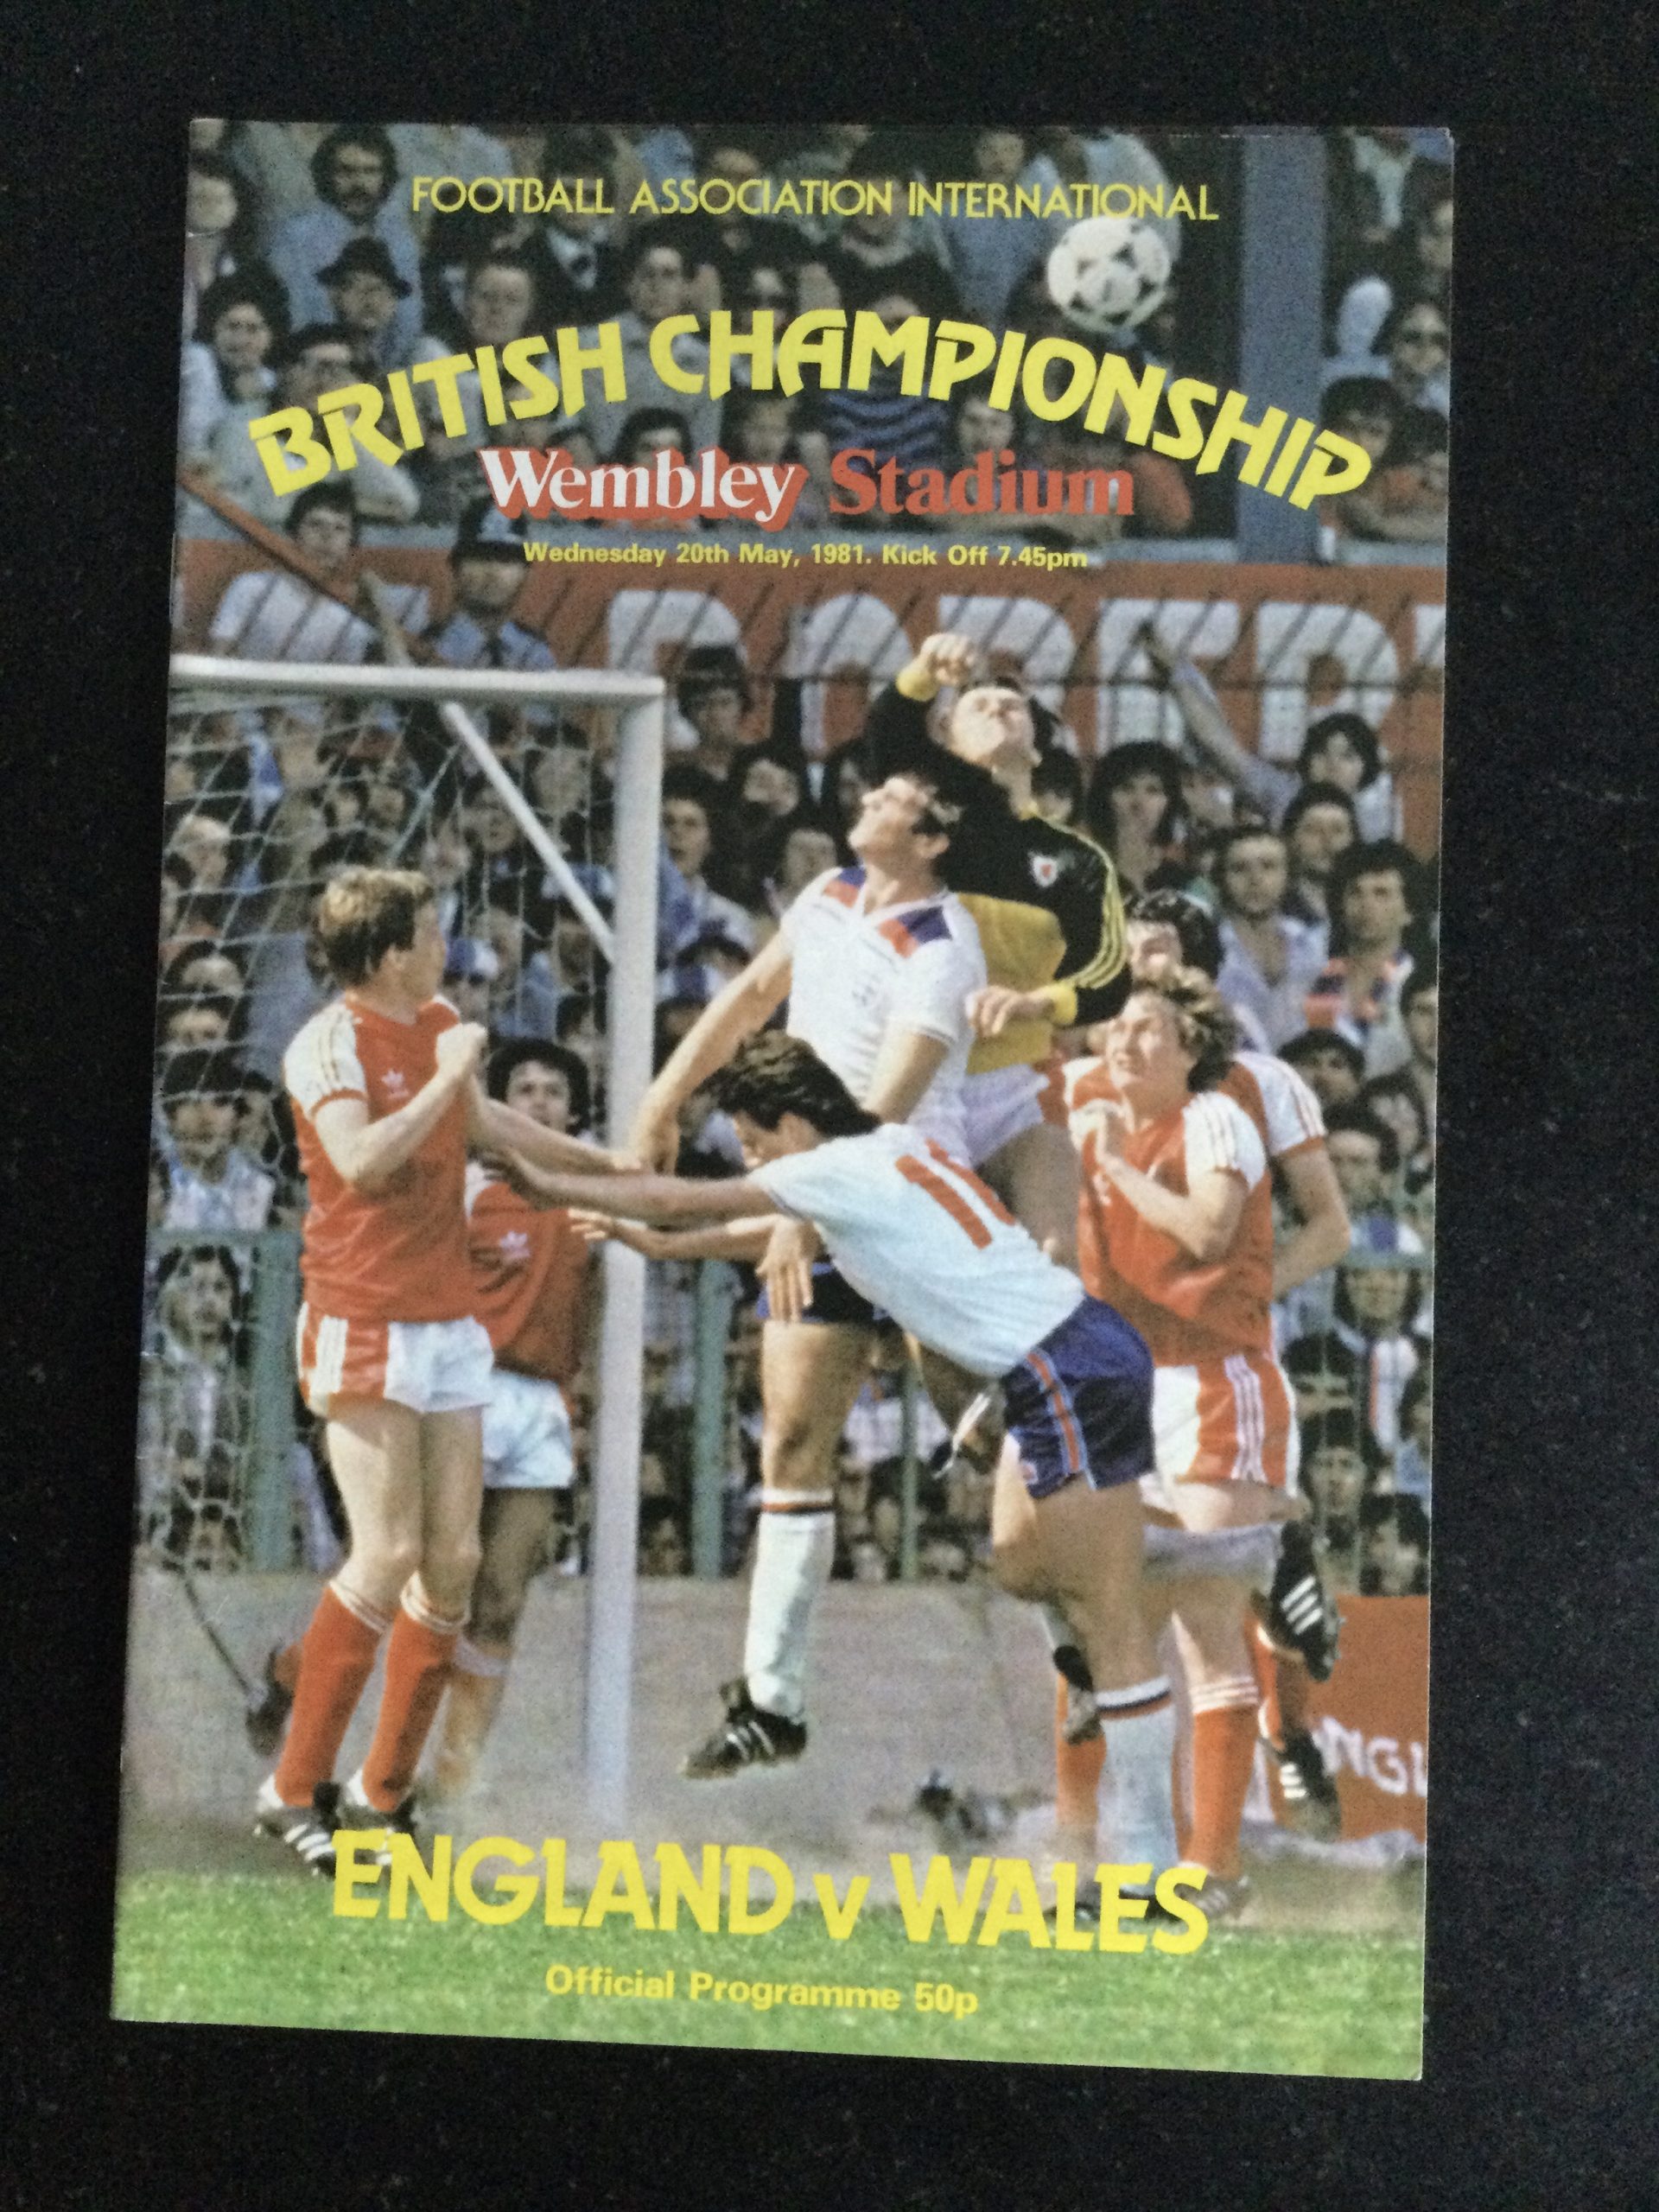 FOOTBALL ASSOCIATION INTERNATIONAL
BRITISH CHAMPIONSHIP
Wembley Stadium
Wednesday 20th May, 1981. Kick Off 7.45pm
11
ENGLAND v WALES
Official Programme 50p